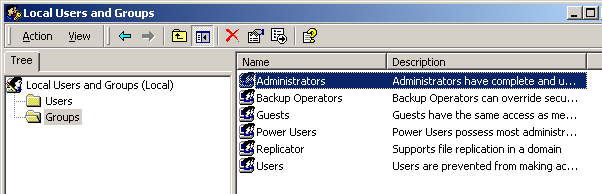 Local Users and Groups
Action View
Tree
Name Description
Local Users and Groups (Local)
Users
Groups
Administrators Administrators have complete and u...
Backup Operators Backup Operators can override secu...
Guests Guests have the same access as me...
Power Users Power Users possess most administr...
Replicator Supports file replication in a domain
Users Users are prevented from making ac...